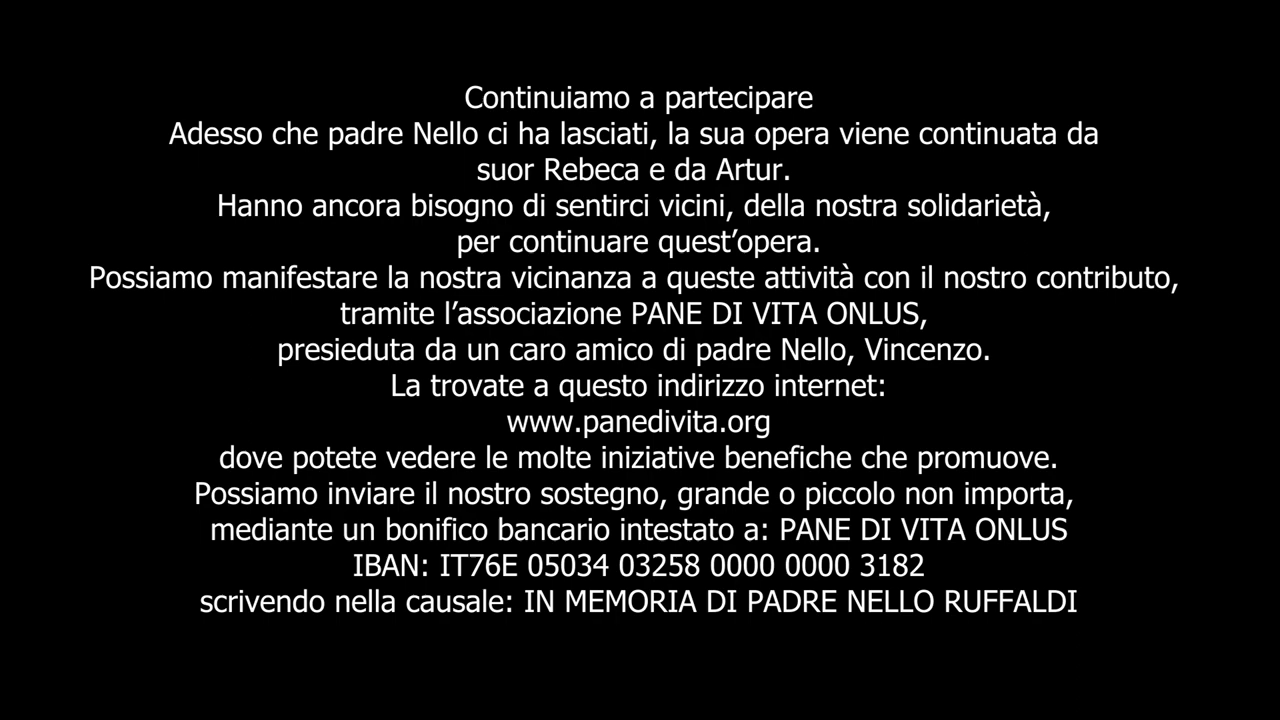 Continuiamo a partecipare
Adesso che padre Nello ci ha lasciati, la sua opera viene continuata da
suor Rebeca e da Artur.
Hanno ancora bisogno di sentirci vicini, della nostra solidarietà,
per continuare quest’opera.
Possiamo manifestare la nostra vicinanza a queste attività con il nostro contributo,
tramite l’associazione PANE DI VITA ONLUS,
presieduta da un caro amico di padre Nello, Vincenzo.
La trovate a questo indirizzo internet:
www.panedivita.org
dove potete vedere le molte iniziative benefiche che promuove.
Possiamo inviare il nostro sostegno, grande o piccolo non importa,
mediante un bonifico bancario intestato a: PANE DI VITA ONLUS
IBAN: IT76E 05034 03258 0000 0000 3182
scrivendo nella causale: IN MEMORIA DI PADRE NELLO RUFFALDI